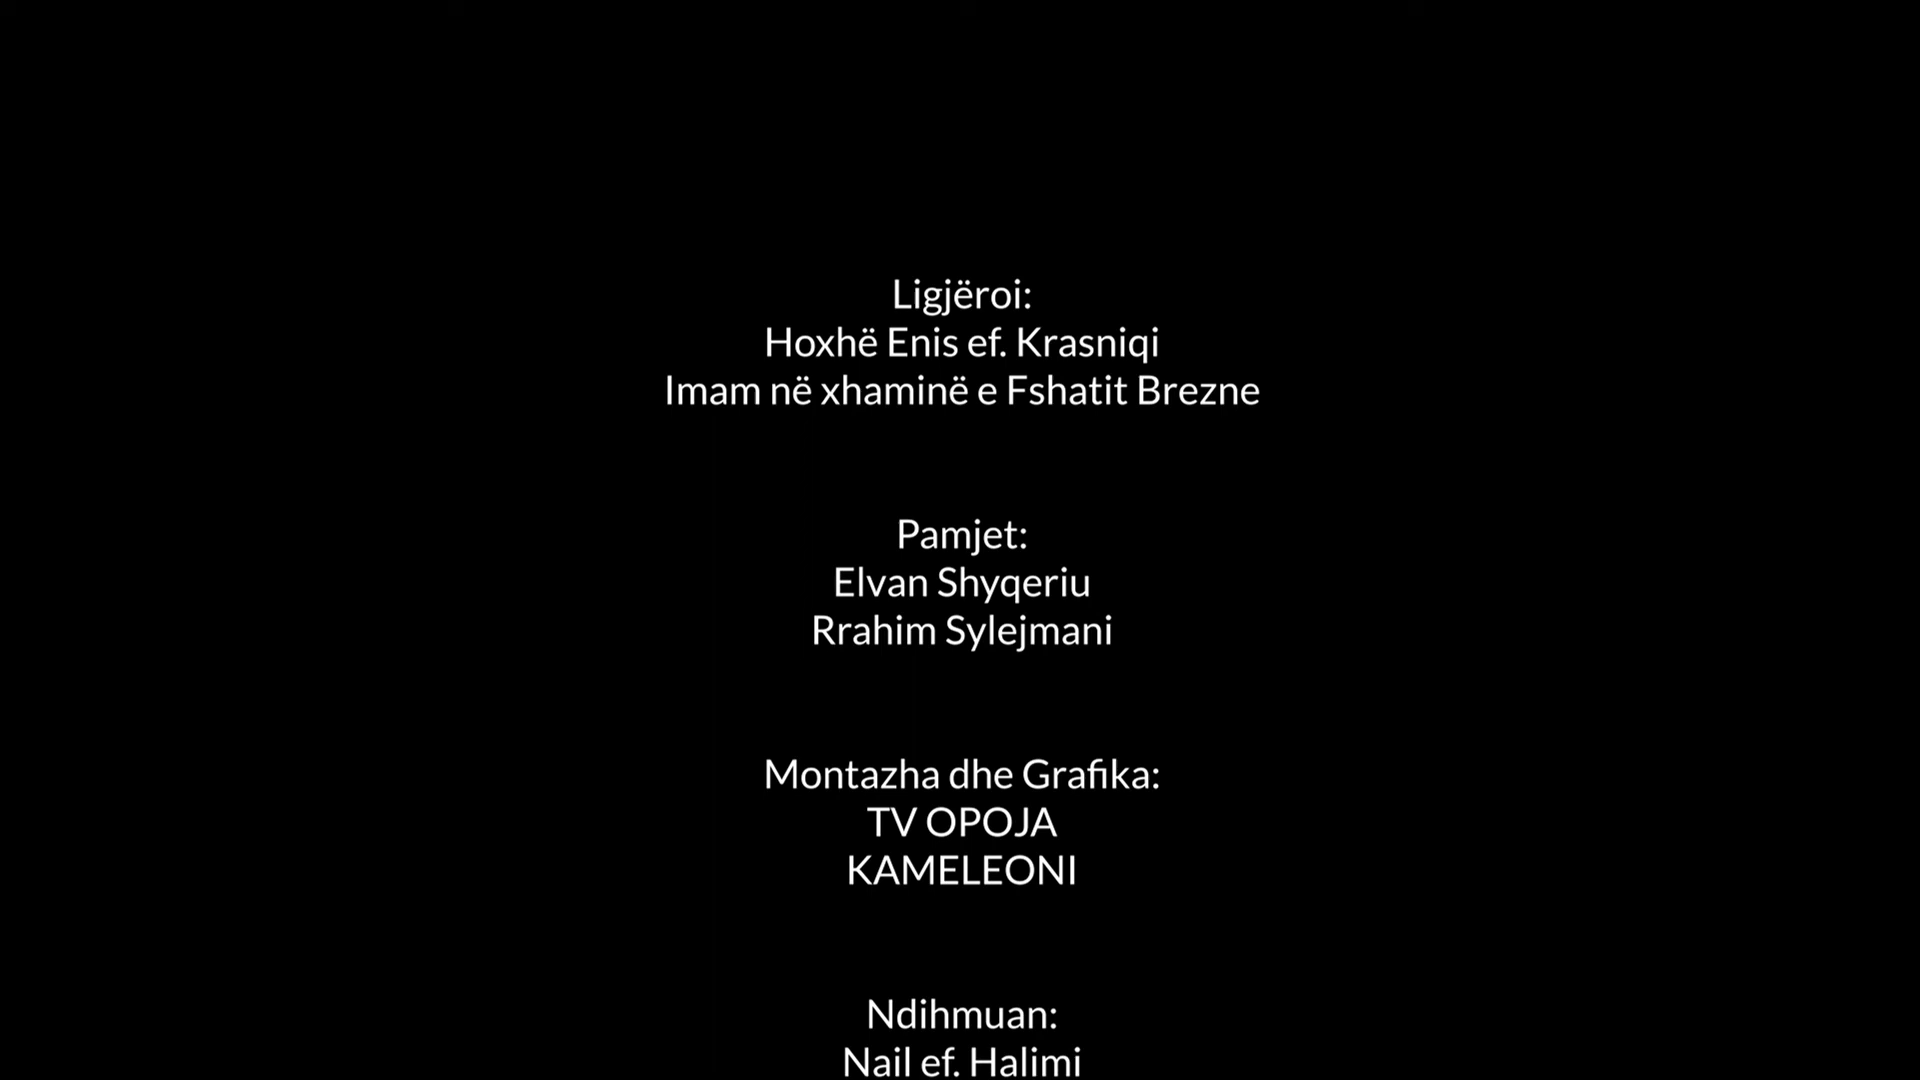 Ligjëroi:
Hoxhë Enis ef. Krasniqi
Imam në xhaminë e Fshatit Brezne
Pamjet:
Elvan Shyqeriu
Rrahim Sylejmani
Montazha dhe Grafika:
TV OPOJA
KAMELEONI
Ndihmuan:
Nail ef. Halimi